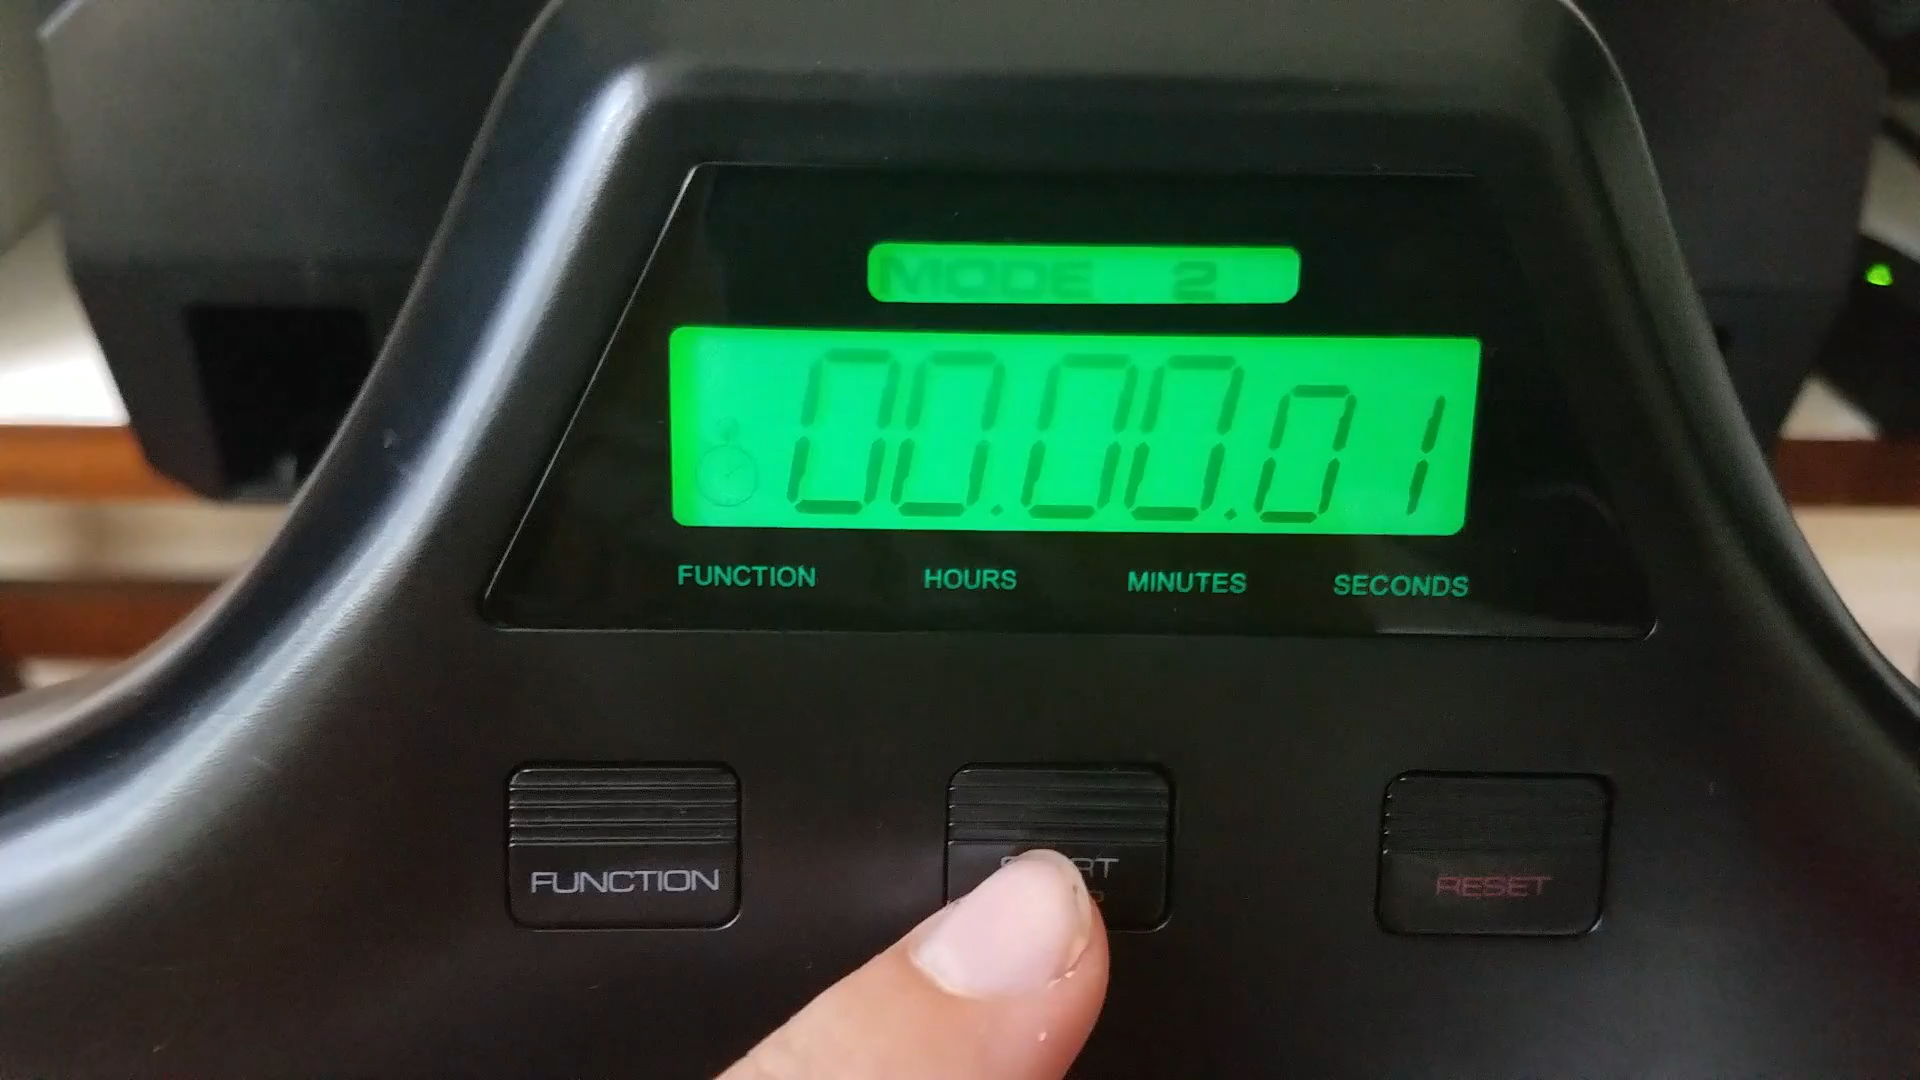 MODE 2
00.00.01
FUNCTION HOURS MINUTES SECONDS
FUNCTION
RESET